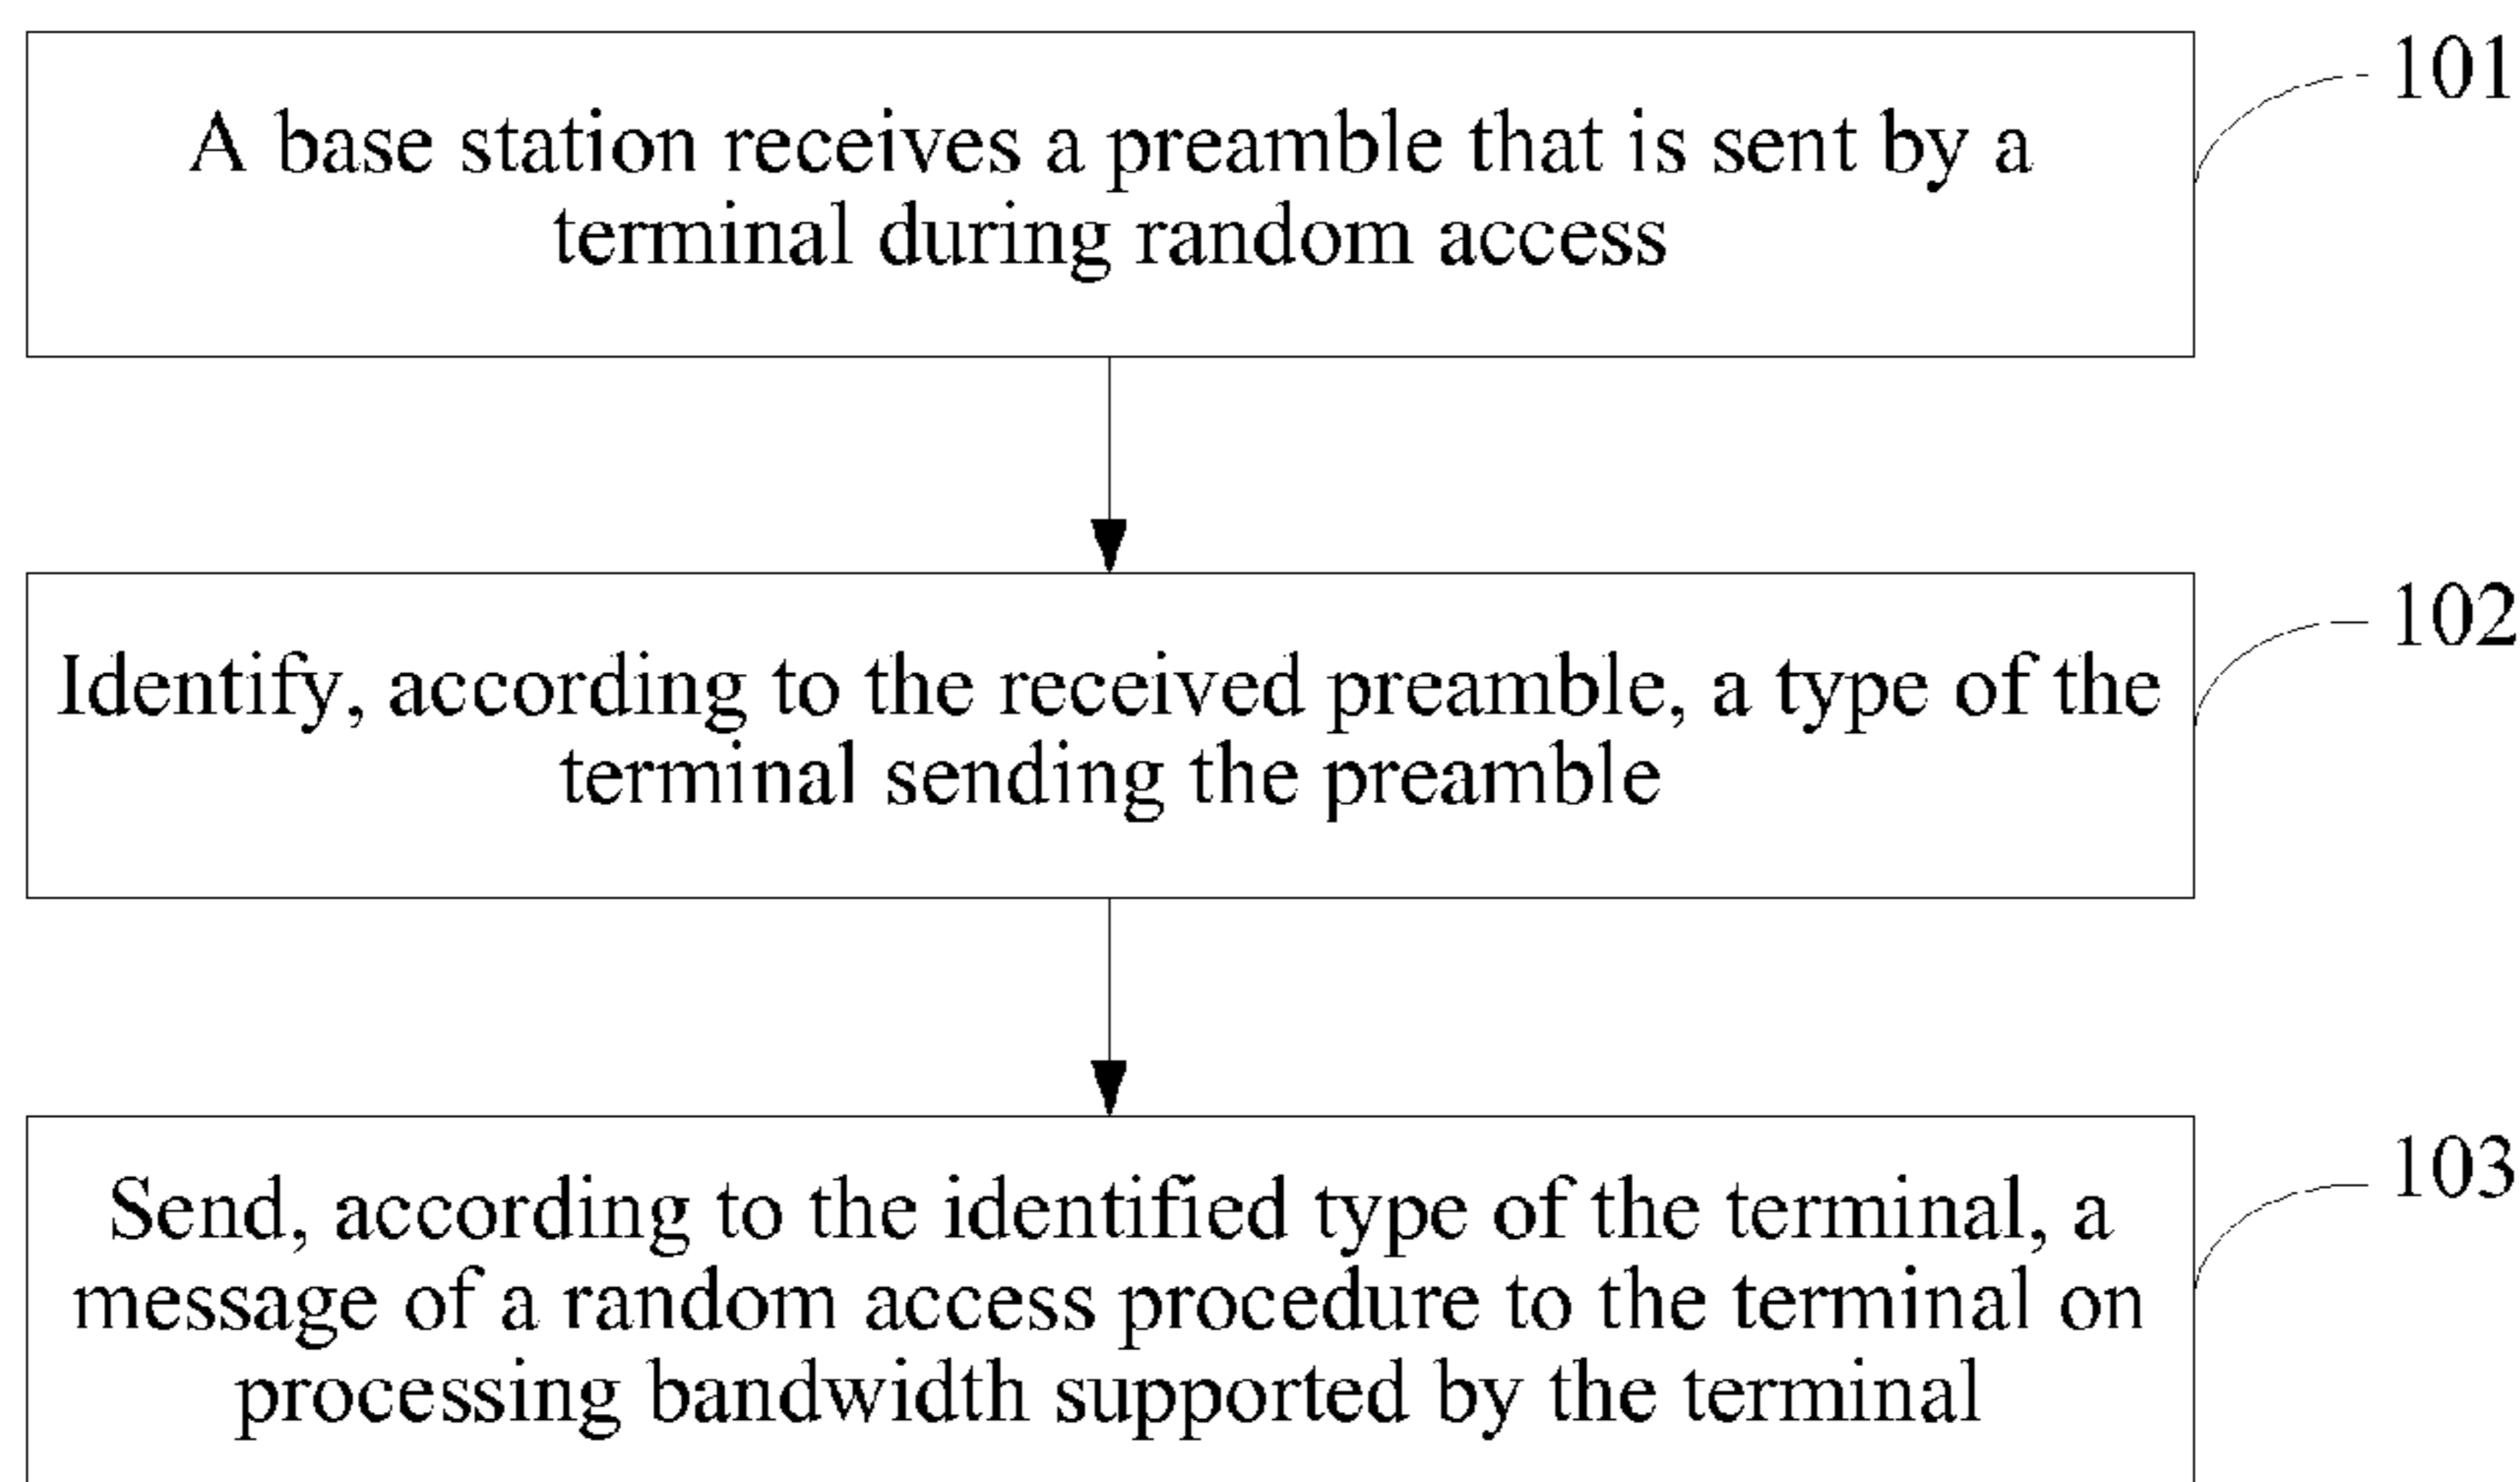 A base station receives a preamble that is sent by a
terminal during random access
101
Identify, according to the received preamble, a type of the
terminal sending the preamble
102
Send, according to the identified type of the terminal, a
message of a random access procedure to the terminal on
processing bandwidth supported by the terminal
103